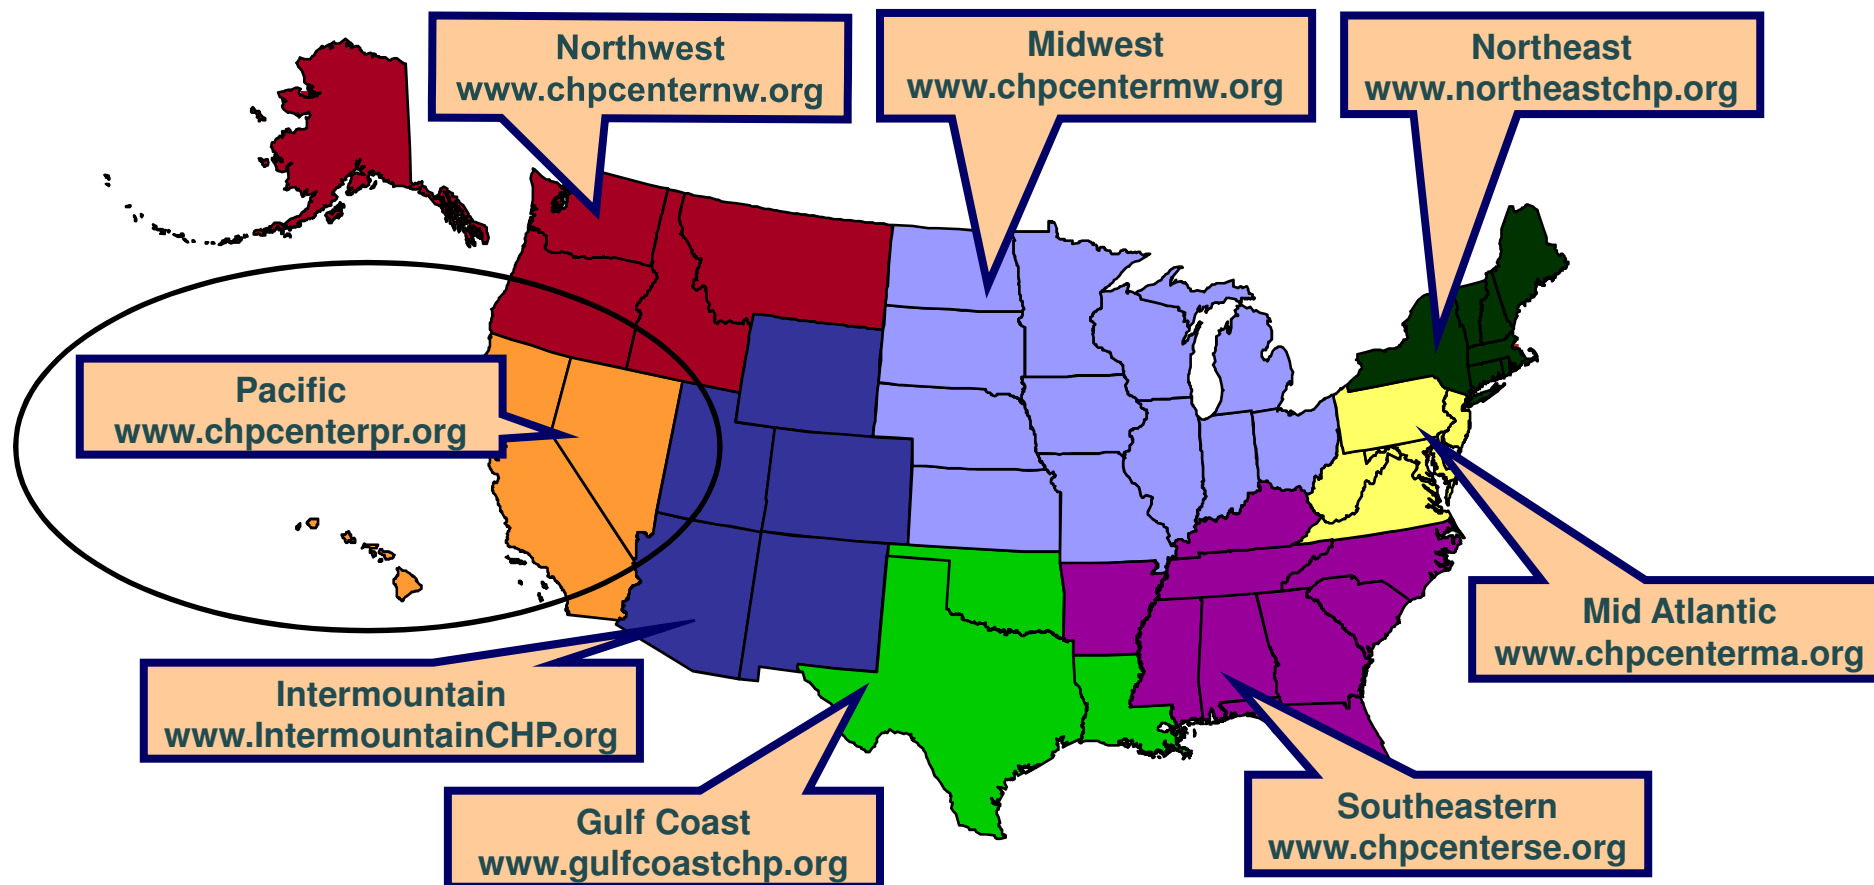 Northwest
www.chpcenternw.org
Midwest
www.chpcentermw.org
Northeast
www.northeastchp.org
Pacific
www.chpcenterpr.org
Mid Atlantic
www.chpcenterma.org
Intermountain
www.IntermountainCHP.org
Gulf Coast
www.gulfcoastchp.org
Southeastern
www.chpcenterse.org